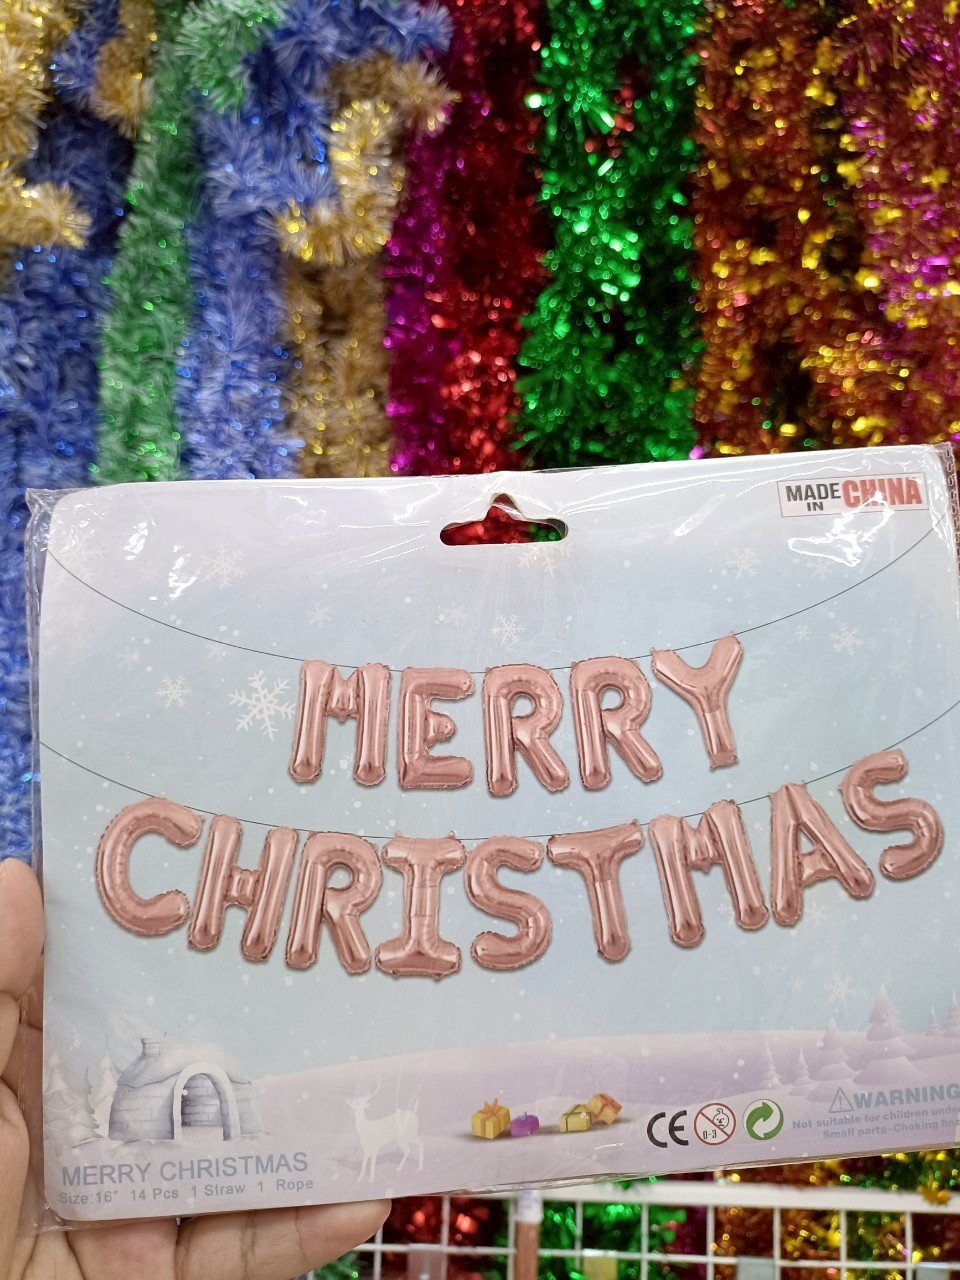 MADE IN CHINA
MERRY
CHRISTMAS
CE 0-3
WARNING
Not suitable for children under
Small parts-Choking
MERRY CHRISTMAS
Size:16" 14 Pcs 1 Straw 1 Rope